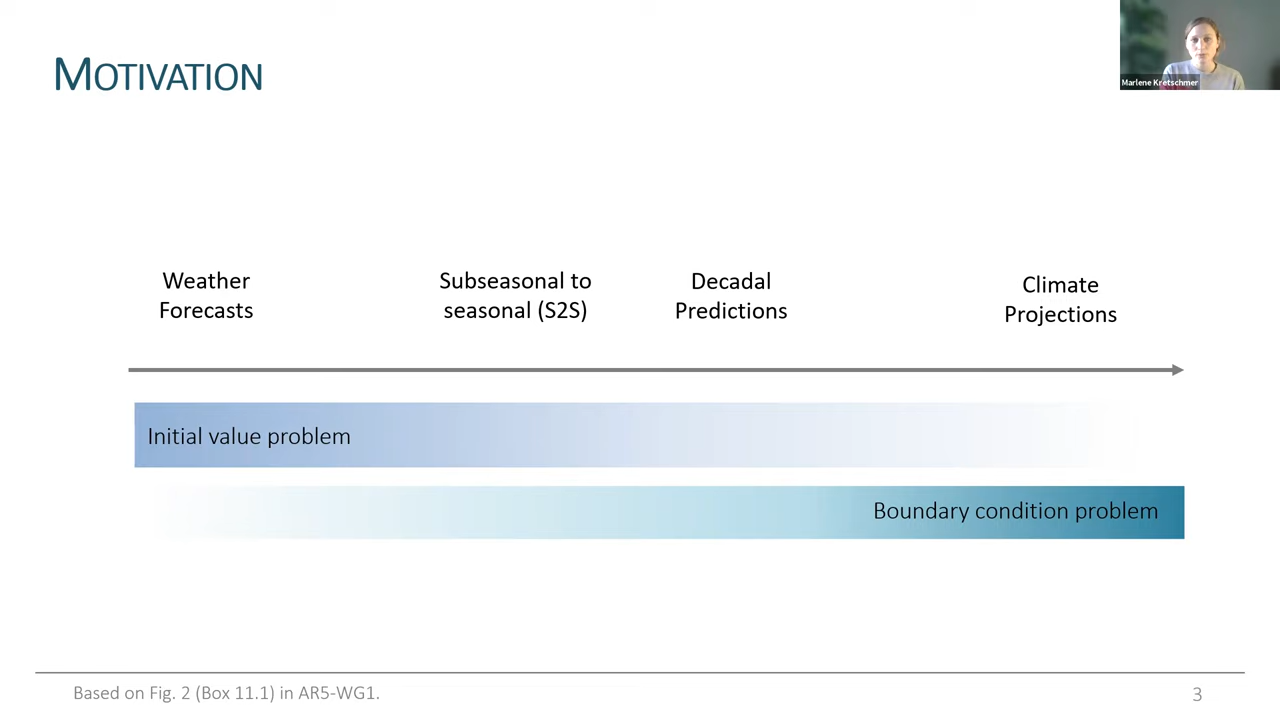 MOTIVATION
Marlene Kretschmer
Weather
Forecasts
Subseasonal to
seasonal (S2S)
Decadal
Predictions
Climate
Projections
Initial value problem
Boundary condition problem
Based on Fig. 2 (Box 11.1) in AR5-WG1.
3